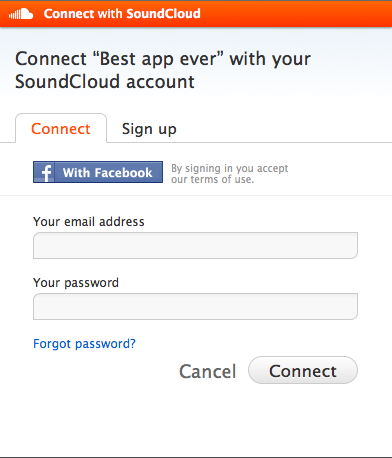 Connect with SoundCloud
Connect “Best app ever” with your
SoundCloud account
Connect
Sign up
f With Facebook
By signing in you accept
our terms of use.
Your email address
Your password
Forgot password?
Cancel
Connect